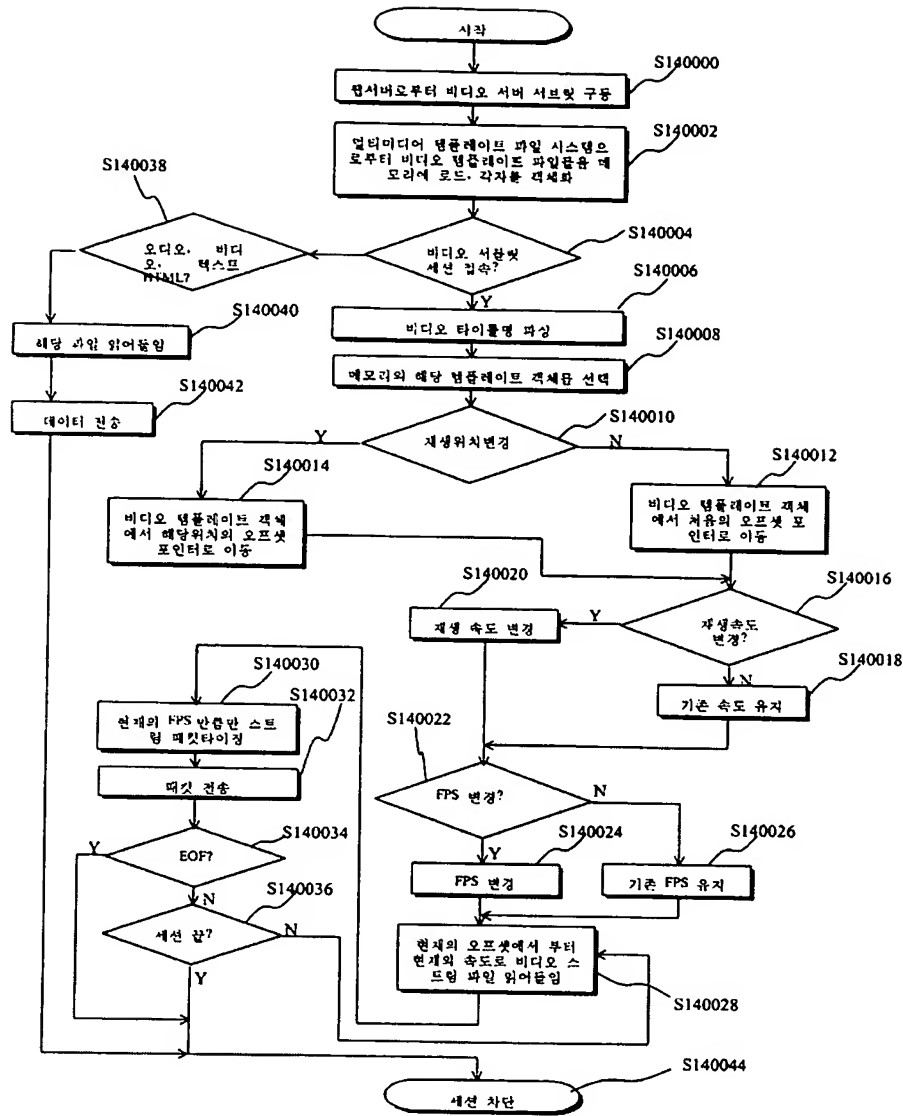 시작
S140000
웹서버로부터 비디오 서버 서브릿 구동
S140002
멀티미디어 템플레이트 파일 시스템으
로부터 비디오 템플레이트 파일들을 메
모리에 로드. 각자를 객체화
S140038
S140004
오디오. 비디
오. 텍스트
HTML?
비디오 서블릿
세션 접속?
S140006
Y
S140040
비디오 타이틀명 파싱
S140008
해당 파일 읽어들임
메모리의 해당 템플레이트 객체를 선택
S140042
S140010
데이터 전송
재생위치변경
Y
N
S140014
S140012
비디오 템플레이트 객체
에서 해당위치의 오프셋
포인터로 이동
비디오 템플레이트 객체
에서 처음의 오프셋 포
인터로 이동
S140020
S140016
재생 속도 변경
Y
재생속도
변경?
S140018
N
S140030
기존 속도 유지
S140032
현재의 FPS 만큼만 스트
림 패킷타이징
S140022
패킷 전송
FPS 변경?
N
S140034
S140024
S140026
Y
EOF?
Y
S140036
N
FPS 변경
기존 FPS 유지
세션 끝?
N
현재의 오프셋에서 부터
현재의 속도로 비디오 스
트림 파일 읽어들임
Y
S140028
S140044
세션 차단